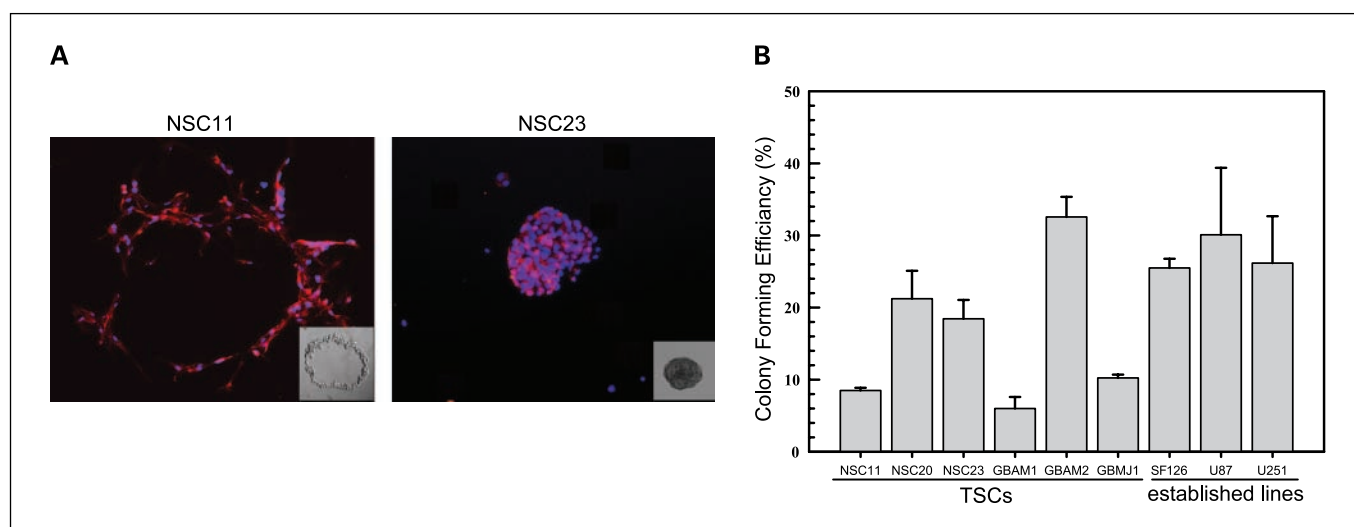 A
NSC11
NSC23
B
Colony Forming Efficiancy (%)
50
40
30
20
10
0
NSC11 NSC20 NSC23 GBAM1 GBAM2 GBMJ1 SF126 U87 U251
TSCs established lines